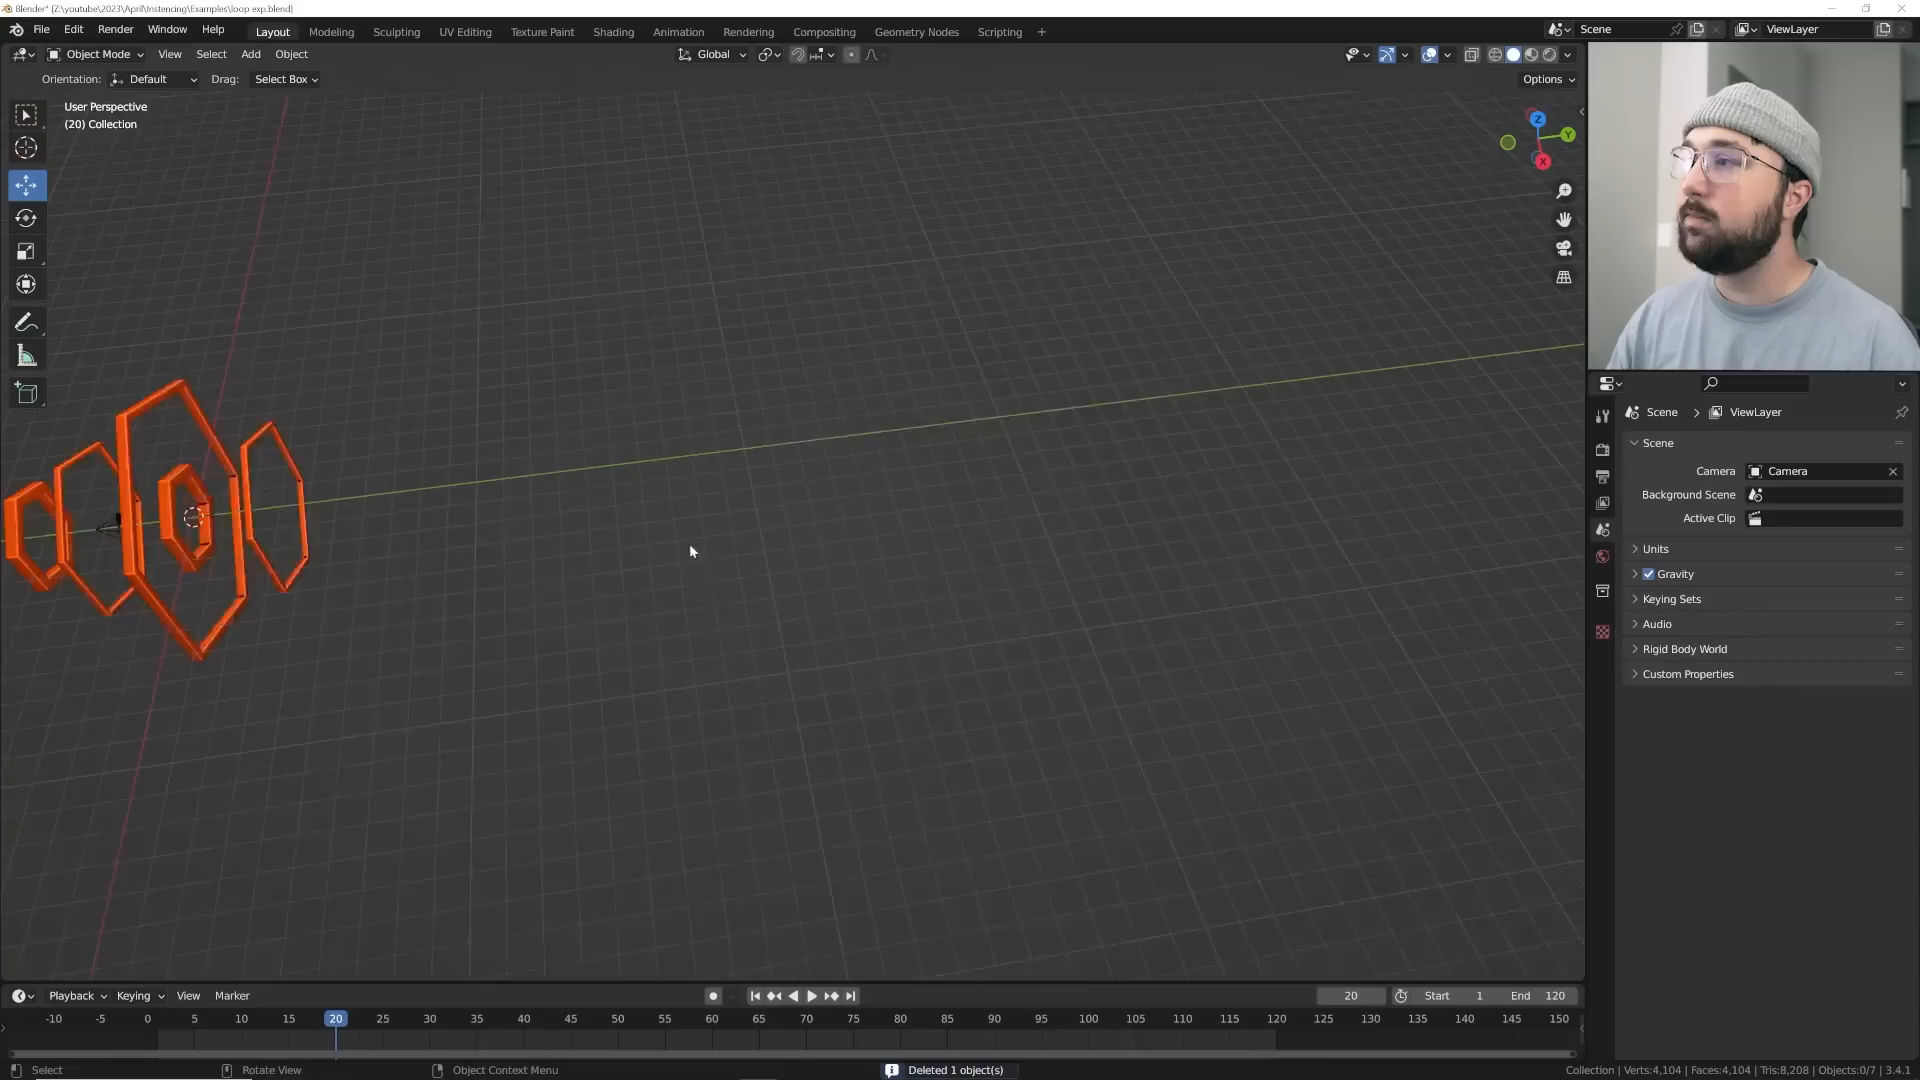 Blender* [Z:\youtube\2023\April\Instencing\Examples\loop exp.blend]
File Edit Render Window Help Layout Modeling Sculpting UV Editing Texture Paint Shading Animation Rendering Compositing Geometry Nodes Scripting + Scene ViewLayer
Object Mode View Select Add Object Global
Orientation: Default Drag: Select Box Options
User Perspective
(20) Collection
Z
Y
X
Scene > ViewLayer
Scene
Camera Camera
Background Scene
Active Clip
Units
Gravity
Keying Sets
Audio
Rigid Body World
Custom Properties
Playback Keying View Marker 20 Start 1 End 120
-10 -5 0 5 10 15 20 25 30 35 40 45 50 55 60 65 70 75 80 85 90 95 100 105 110 115 120 125 130 135 140 145 150
Select Rotate View Object Context Menu Deleted 1 object(s) Collection | Verts:4,104 | Faces:4,104 | Tris:8,208 | Objects:0/7 | 3.4.1